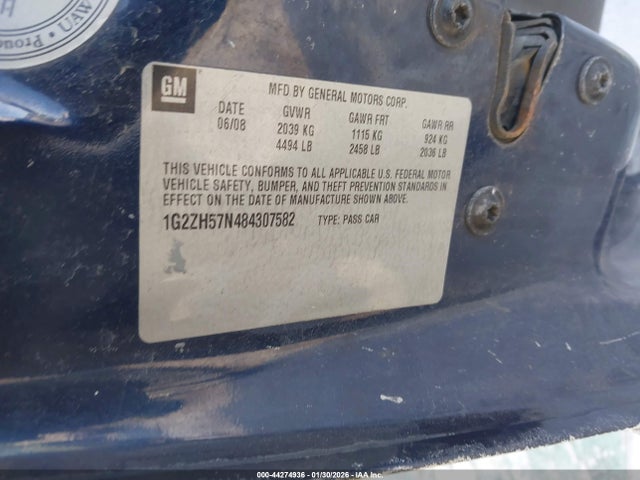 Proud
UAW
GM
MFD BY GENERAL MOTORS CORP.
DATE GVWR GAWR FRT GAWR RR
06/08 2039 KG 1115 KG 924 KG
4494 LB 2458 LB 2036 LB
THIS VEHICLE CONFORMS TO ALL APPLICABLE U.S. FEDERAL MOTOR
VEHICLE SAFETY, BUMPER, AND THEFT PREVENTION STANDARDS IN
EFFECT ON THE DATE OF MANUFACTURE SHOWN ABOVE.
1G2ZH57N484307582 TYPE: PASS CAR
000-44274936 - 01/30/2026 - IAA Inc.